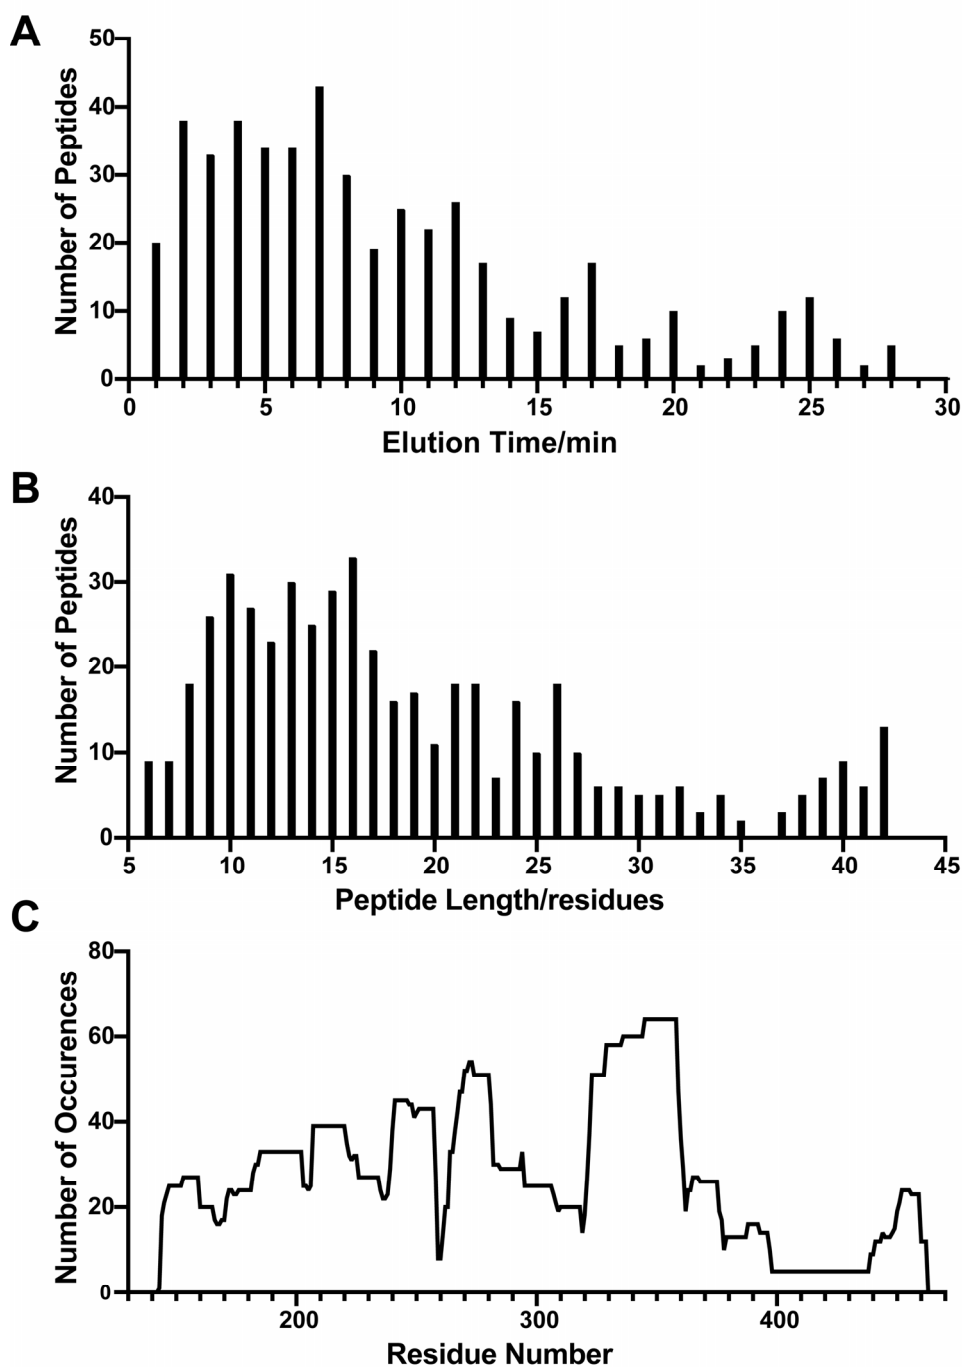 A
Number of Peptides
50
40
30
20
10
0
0 5 10 15 20 25 30
Elution Time/min
B
Number of Peptides
40
30
20
10
0
5 10 15 20 25 30 35 40 45
Peptide Length/residues
C
Number of Occurences
80
60
40
20
0
200 300 400
Residue Number